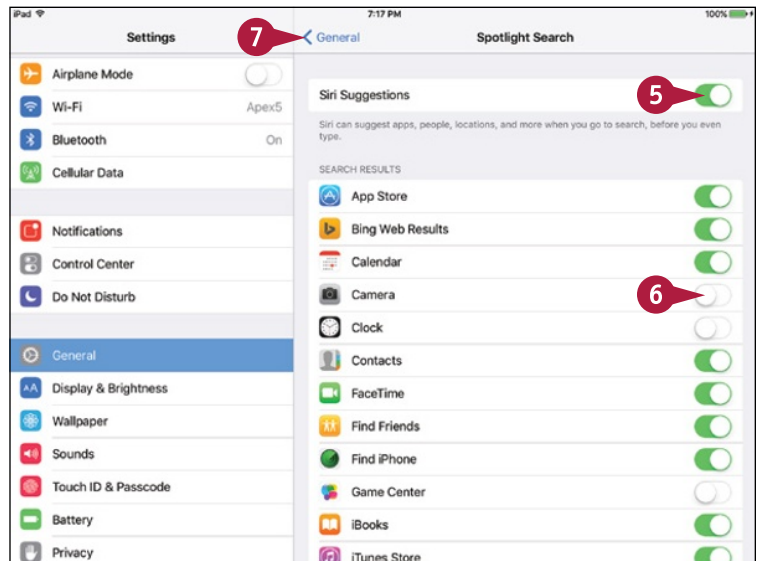 iPad 7:17 PM 100%
Settings
7
General
Spotlight Search
Airplane Mode
Wi-Fi Apex5
Bluetooth On
Cellular Data
Notifications
Control Center
Do Not Disturb
General
AA Display & Brightness
Wallpaper
Sounds
Touch ID & Passcode
Battery
Privacy
Siri Suggestions
5
Siri can suggest apps, people, locations, and more when you go to search, before you even
type.
SEARCH RESULTS
App Store
Bing Web Results
Calendar
Camera
6
Clock
Contacts
FaceTime
Find Friends
Find iPhone
Game Center
iBooks
iTunes Store